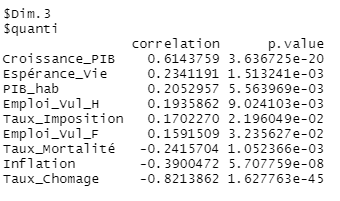 $Dim.3
$quanti
correlation p.value
Croissance_PIB 0.6143759 3.636725e-20
Espérance_Vie 0.2341191 1.513241e-03
PIB_hab 0.2052957 5.563969e-03
Emploi_Vul_H 0.1935862 9.024103e-03
Taux_Imposition 0.1702270 2.196049e-02
Emploi_Vul_F 0.1591509 3.235627e-02
Taux_Mortalité -0.2415704 1.052366e-03
Inflation -0.3900472 5.707759e-08
Taux_Chomage -0.8213862 1.627763e-45